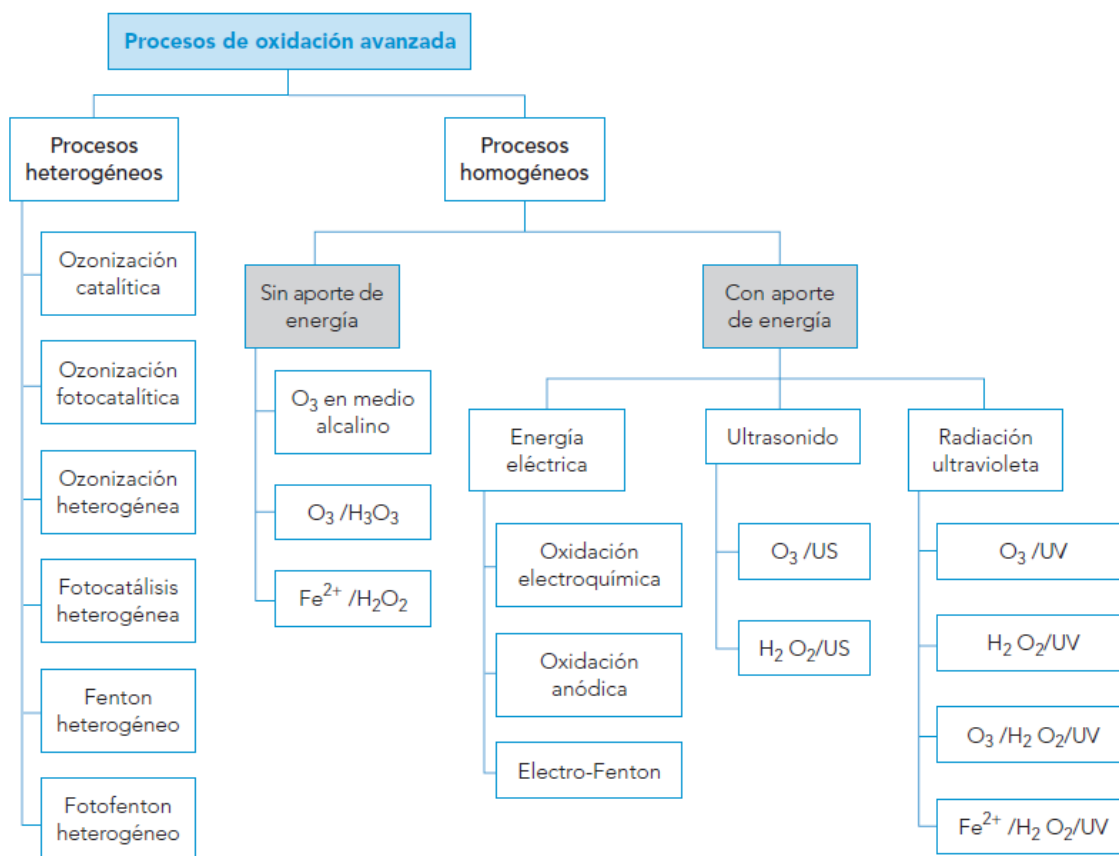 Procesos de oxidación avanzada
Procesos
heterogéneos
Ozonización
catalítica
Ozonización
fotocatalítica
Ozonización
heterogénea
Fotocatálisis
heterogénea
Fenton
heterogéneo
Fotofenton
heterogéneo
Procesos
homogéneos
Sin aporte de
energía
O₃ en medio
alcalino
O₃ /H₃O₃
Fe²⁺ /H₂O₂
Con aporte
de energía
Energía
eléctrica
Oxidación
electroquímica
Oxidación
anódica
Electro-Fenton
Ultrasonido
O₃ /US
H₂ O₂/US
Radiación
ultravioleta
O₃ /UV
H₂ O₂/UV
O₃ /H₂ O₂/UV
Fe²⁺ /H₂ O₂/UV